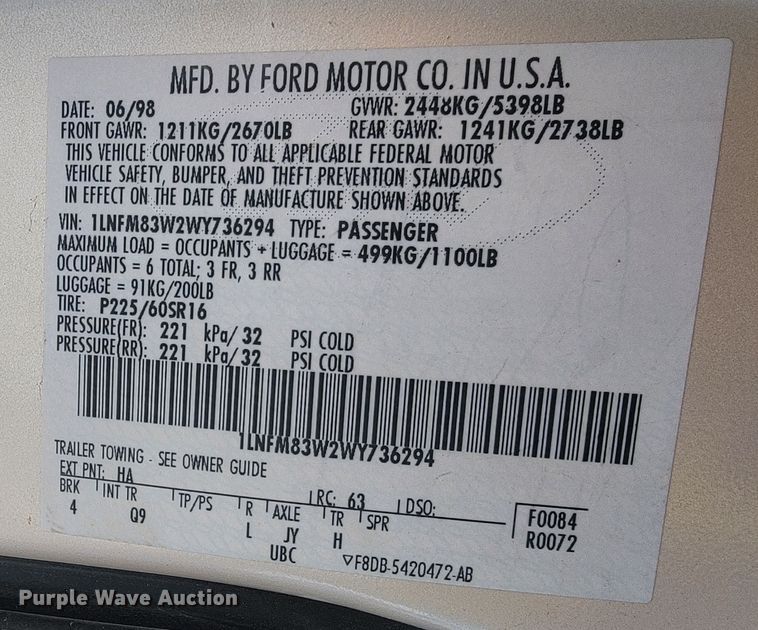 MFD. BY FORD MOTOR CO. IN U.S.A.
DATE: 06/98 GVWR: 2448KG/5398LB
FRONT GAWR: 1211KG/2670LB REAR GAWR: 1241KG/2738LB
THIS VEHICLE CONFORMS TO ALL APPLICABLE FEDERAL MOTOR
VEHICLE SAFETY, BUMPER, AND THEFT PREVENTION STANDARDS
IN EFFECT ON THE DATE OF MANUFACTURE SHOWN ABOVE.
VIN: 1LNFM83W2WY736294 TYPE: PASSENGER
MAXIMUM LOAD = OCCUPANTS + LUGGAGE = 499KG/1100LB
OCCUPANTS = 6 TOTAL; 3 FR, 3 RR
LUGGAGE = 91KG/200LB
TIRE: P225/60SR16
PRESSURE(FR): 221 kPa/ 32 PSI COLD
PRESSURE(RR): 221 kPa/ 32 PSI COLD
1LNFM83W2WY736294
TRAILER TOWING - SEE OWNER GUIDE
EXT PNT: HA RC: 63 DSO:
BRK INT TR TP/PS R AXLE TR SPR F0084
4 Q9 L JY H R0072
UBC ▽F8DB-5420472-AB
Purple Wave Auction